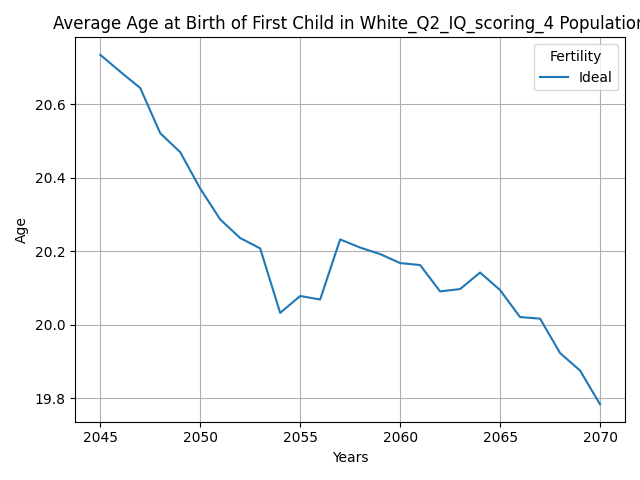 Average Age at Birth of First Child in White_Q2_IQ_scoring_4 Population
Fertility
Ideal
20.6
20.4
20.2
20.0
19.8
Age
2045 2050 2055 2060 2065 2070
Years